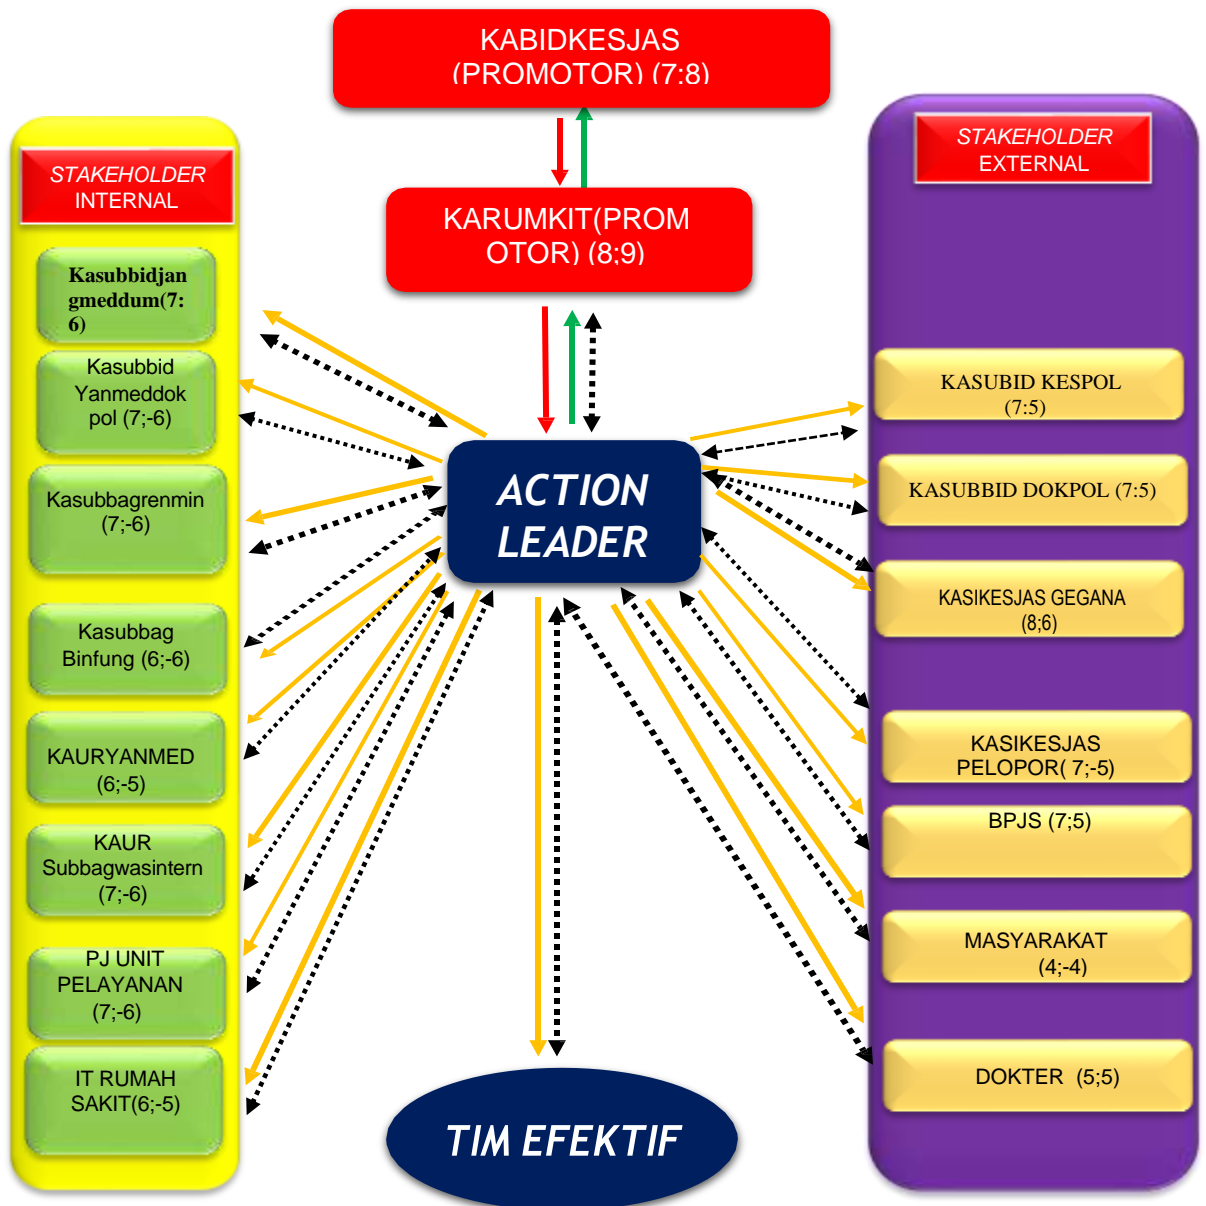 KABIDKESJAS
(PROMOTOR) (7:8)
KARUMKIT(PROM
OTOR) (8;9)
STAKEHOLDER
INTERNAL
Kasubbidjan
gmeddum(7:
6)
Kasubbid
Yanmeddok
pol (7;-6)
Kasubbagrenmin
(7;-6)
Kasubbag
Binfung (6;-6)
KAURYANMED
(6;-5)
KAUR
Subbagwasintern
(7;-6)
PJ UNIT
PELAYANAN
(7;-6)
IT RUMAH
SAKIT(6;-5)
ACTION
LEADER
TIM EFEKTIF
STAKEHOLDER
EXTERNAL
KASUBID KESPOL
(7:5)
KASUBBID DOKPOL (7:5)
KASIKESJAS GEGANA
(8;6)
KASIKESJAS
PELOPOR( 7;-5)
BPJS (7;5)
MASYARAKAT
(4;-4)
DOKTER (5;5)